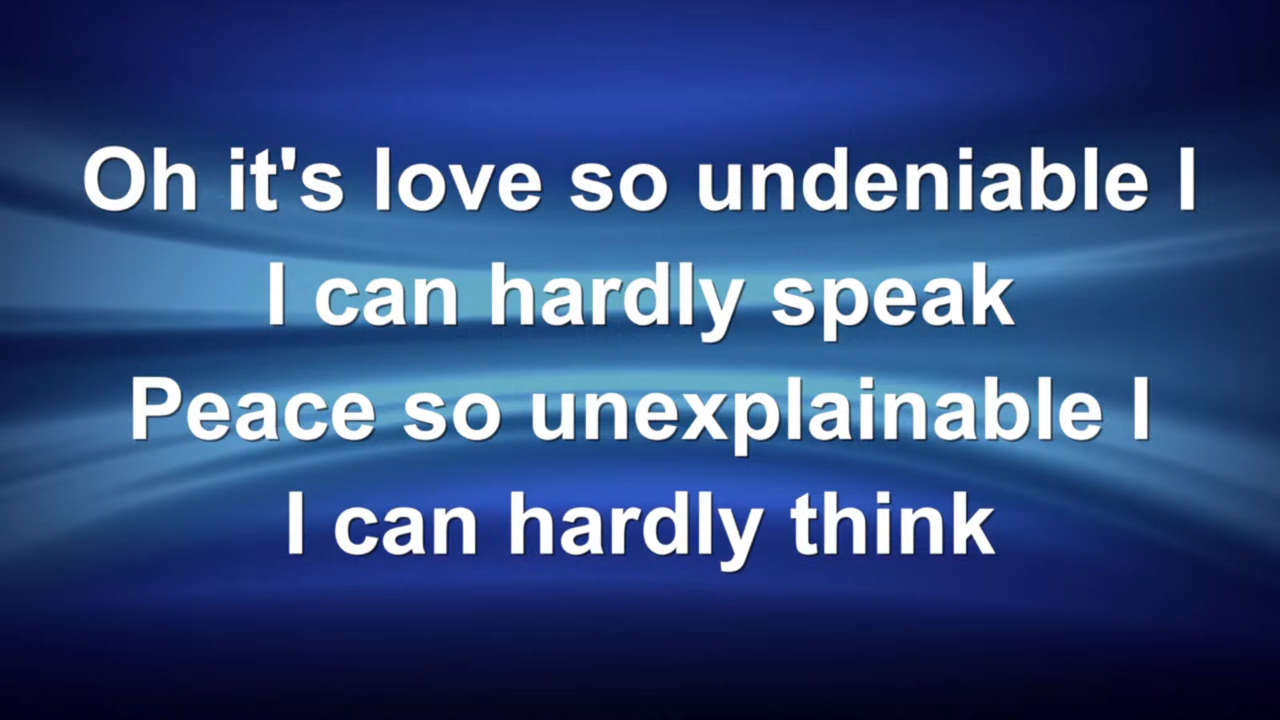 Oh it's love so undeniable I
I can hardly speak
Peace so unexplainable I
I can hardly think